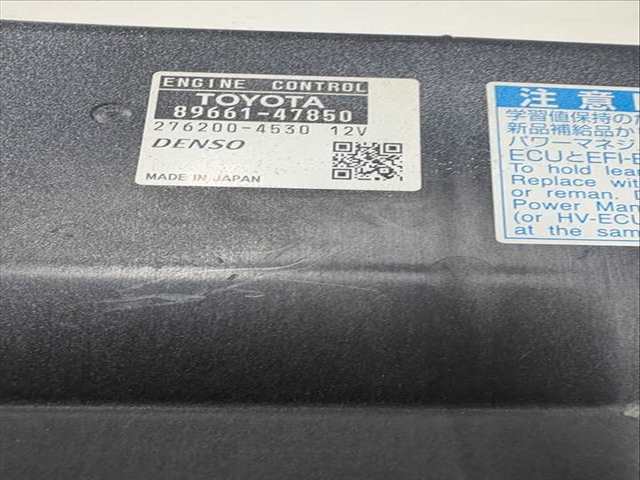 ENGINE CONTROL
TOYOTA
89661-47850
276200-4530 12V
DENSO
MADE IN JAPAN
注意
学習値保持のた
新品補給品が
パワーマネジ
ECUとEFI-E
To hold lear
Replace wit
or reman.
Power Man
(or HV-ECU
at the sam